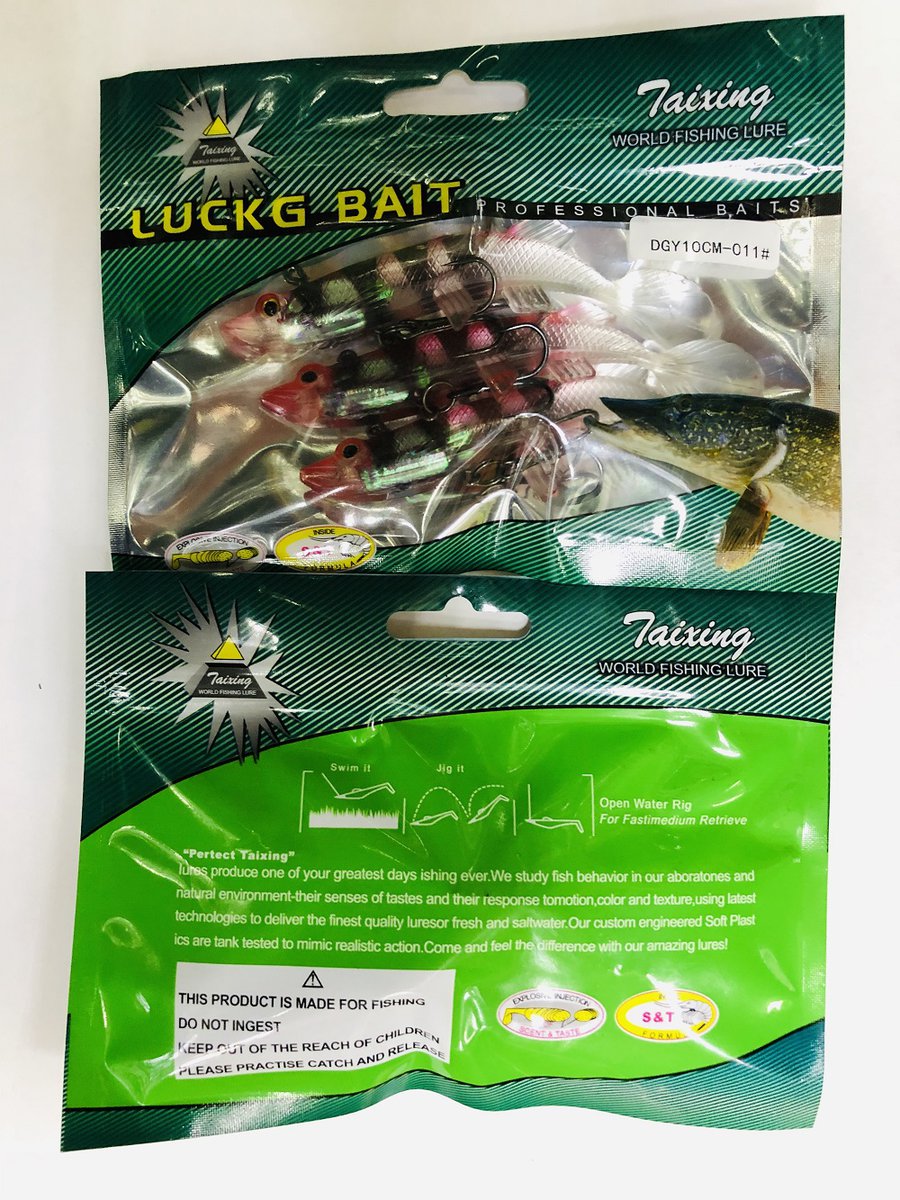 Taixing
WORLD FISHING LURE
Taixing
WORLD FISHING LURE
LUCKG BAIT
PROFESSIONAL BAITS
DGY10CM-011#
EXPLOSIVE INJECTION
INSIDE
S&T
Taixing
WORLD FISHING LURE
Taixing
WORLD FISHING LURE
Swim it
Jig it
Open Water Rig
For Fastimedium Retrieve
"Pertect Taixing"
lures produce one of your greatest days ishing ever.We study fish behavior in our aboratones and
natural environment-their senses of tastes and their response tomotion,color and texture,using latest
technologies to deliver the finest quality luresor fresh and saltwater.Our custom engineered Soft Plast
ics are tank tested to mimic realistic action.Come and feel the difference with our amazing lures!
THIS PRODUCT IS MADE FOR FISHING
DO NOT INGEST
KEEP OUT OF THE REACH OF CHILDREN
PLEASE PRACTISE CATCH AND RELEASE
EXPLOSIVE INJECTION
SCENT & TASTE
S&T